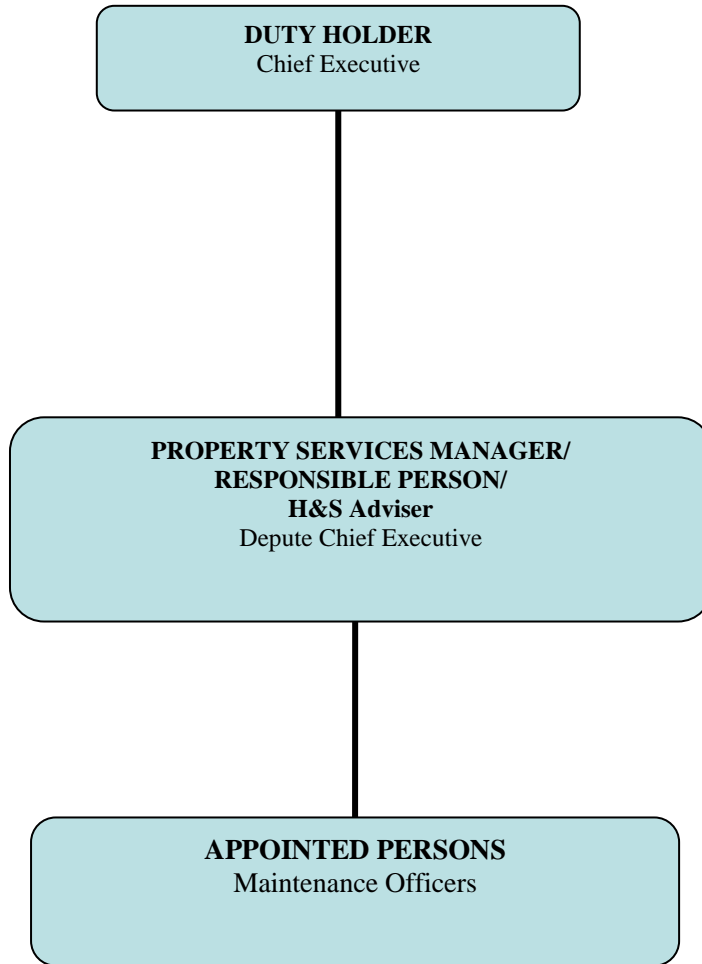 DUTY HOLDER
Chief Executive
PROPERTY SERVICES MANAGER/
RESPONSIBLE PERSON/
H&S Adviser
Depute Chief Executive
APPOINTED PERSONS
Maintenance Officers